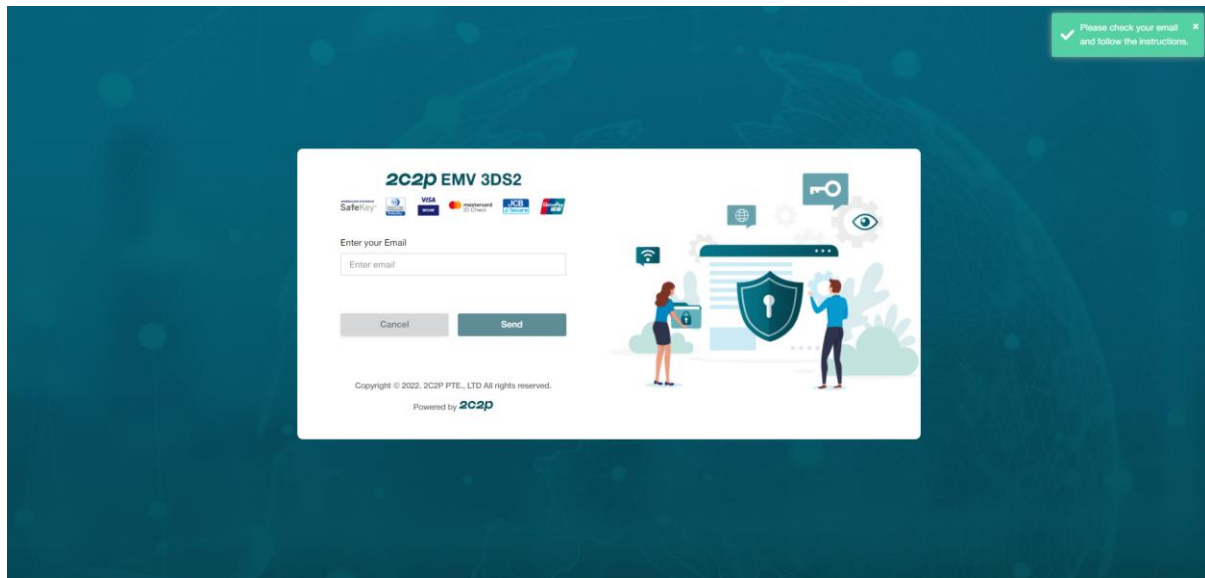 Please check your email
and follow the instructions.
2C2P EMV 3DS2
SafeKey
VISA
mastercard
ID Check
JCB
Enter your Email
Enter email
Cancel
Send
Copyright © 2022. 2C2P PTE., LTD All rights reserved.
Powered by 2C2P